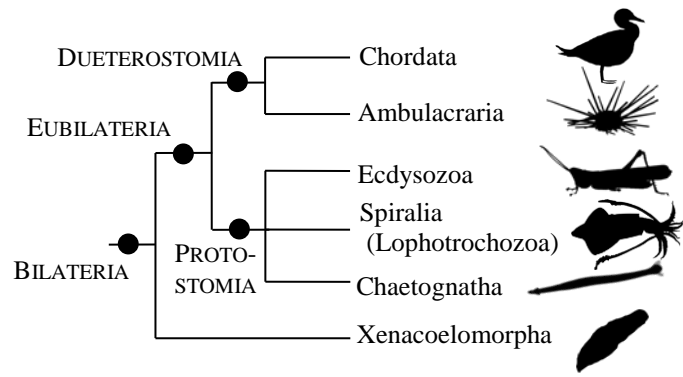 DUETEROSTOMIA
Chordata
Ambulacraria
EUBILATERIA
Ecdysozoa
Spiralia
(Lophotrochozoa)
PROTO-
STOMIA
BILATERIA
Chaetognatha
Xenacoelomorpha